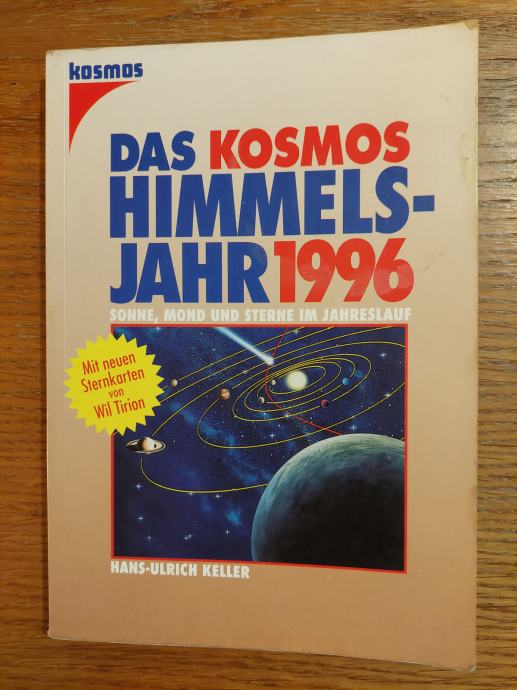 kosmos
DAS KOSMOS
HIMMELS-
JAHR 1996
SONNE, MOND UND STERNE IM JAHRESLAUF
Mit neuen
Sternkarten
von
Wil Tirion
HANS-ULRICH KELLER